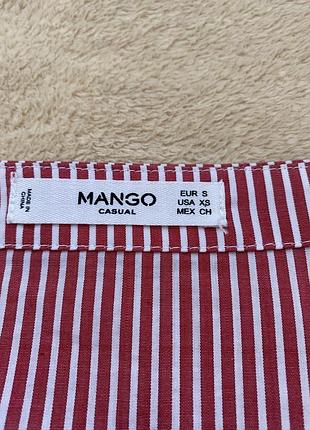 MADE IN
CHINA
MANGO
CASUAL
EUR S
USA XS
MEX CH